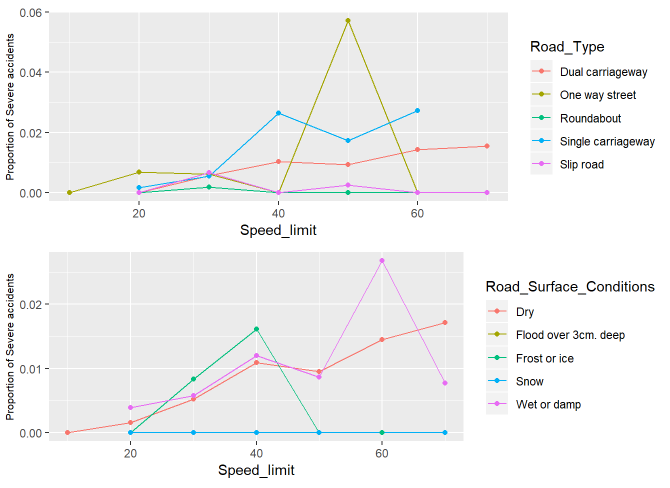 Proportion of Severe accidents
0.06
0.04
0.02
0.00
20
40
60
Speed_limit
Road_Type
Dual carriageway
One way street
Roundabout
Single carriageway
Slip road
Proportion of Severe accidents
0.02
0.01
0.00
20
40
60
Speed_limit
Road_Surface_Conditions
Dry
Flood over 3cm. deep
Frost or ice
Snow
Wet or damp